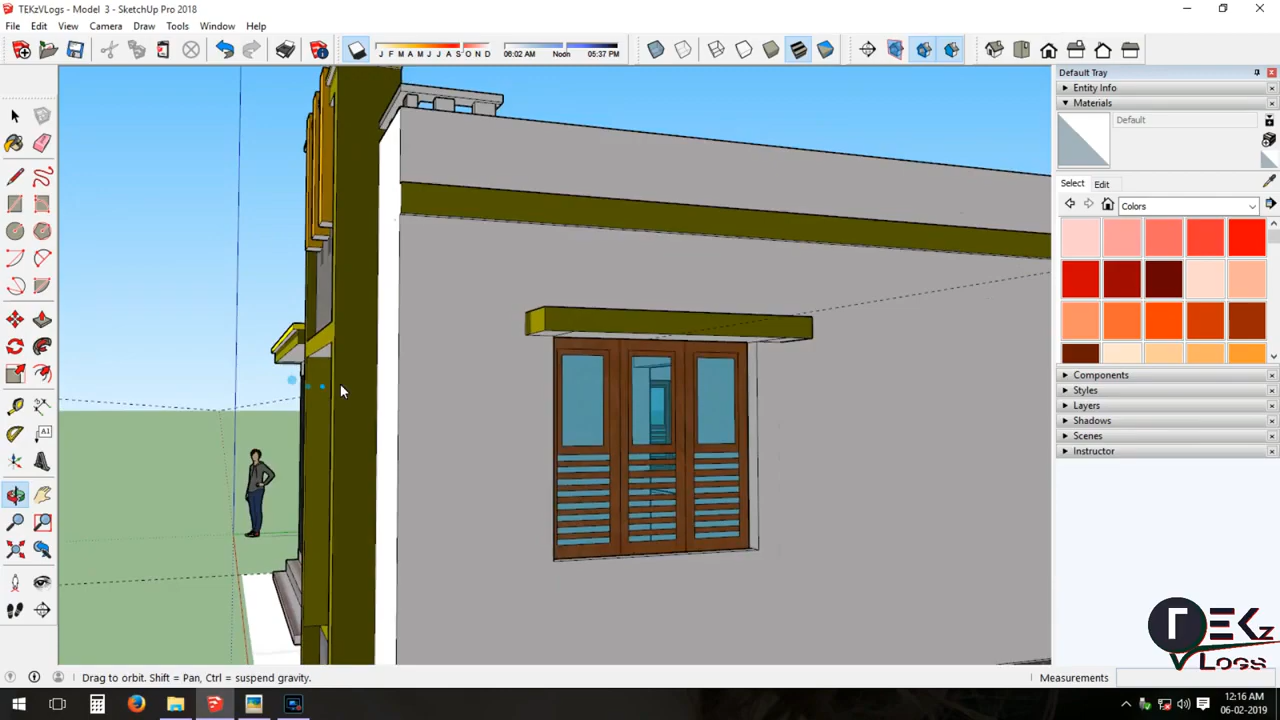 TEKzVLogs - Model 3 - SketchUp Pro 2018
File Edit View Camera Draw Tools Window Help
J F M A M J J A S O N D
06:02 AM Noon 05:37 PM
Default Tray
Entity Info
Materials
Default
Select Edit
Colors
Components
Styles
Layers
Shadows
Scenes
Instructor
A1
TEKz
VLogs
Drag to orbit. Shift = Pan, Ctrl = suspend gravity.
Measurements
12:16 AM
06-02-2019